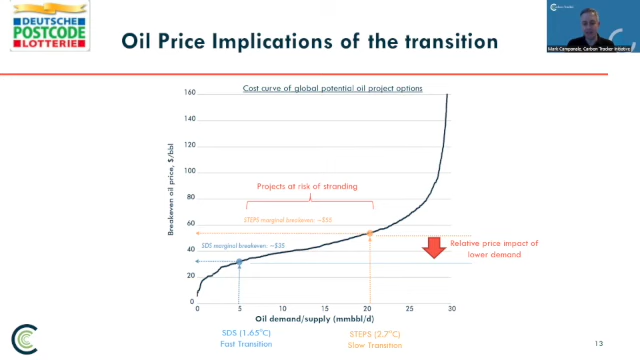 DEUTSCHE
POSTCODE
LOTTERIE
Oil Price Implications of the transition
Carbon Tracker
Mark Campanale, Carbon Tracker Initiative
Cost curve of global potential oil project options
Breakeven oil price, $/bbl
160
140
120
100
80
60
40
20
0
Projects at risk of stranding
STEPS marginal breakeven: ~$55
SDS marginal breakeven: ~$35
Relative price impact of
lower demand
0 5 10 15 20 25 30
Oil demand/supply (mmbbl/d)
SDS (1.65°C)
Fast Transition
STEPS (2.7°C)
Slow Transition
13